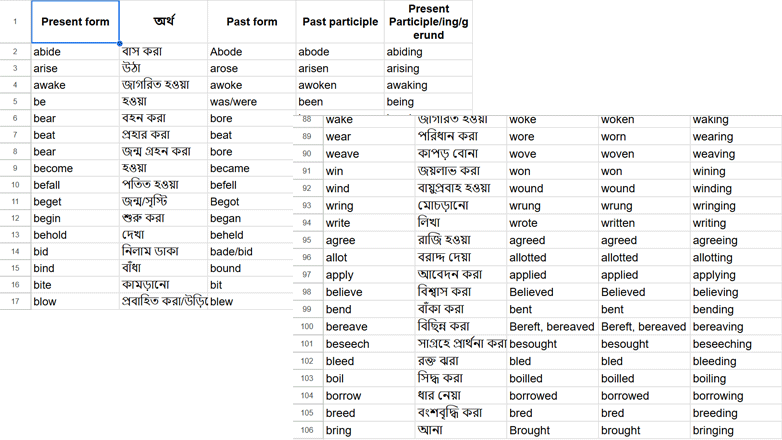 1 Present form অর্থ Past form Past participle Present Participle/ing/gerund
2 abide বাস করা Abode abode abiding
3 arise উঠা arose arisen arising
4 awake জাগরিত হওয়া awoke awoken awaking
5 be হওয়া was/were been being
6 bear বহন করা bore
7 beat প্রহার করা beat
8 bear জন্ম গ্রহন করা bore
9 become হওয়া became
10 befall পতিত হওয়া befell
11 beget জন্ম/সৃস্টি Begot
12 begin শুরু করা began
13 behold দেখা beheld
14 bid নিলাম ডাকা bade/bid
15 bind বাঁধা bound
16 bite কামড়ানো bit
17 blow প্রবাহিত করা/উড়ি blew
88 wake জাগরিত হওয়া woke woken waking
89 wear পরিধান করা wore worn wearing
90 weave কাপড় বোনা wove woven weaving
91 win জয়লাভ করা won won wining
92 wind বায়ুপ্রবাহ হওয়া wound wound winding
93 wring মোচড়ানো wrung wrung wringing
94 write লিখা wrote written writing
95 agree রাজি হওয়া agreed agreed agreeing
96 allot বরাদ্দ দেয়া allotted allotted allotting
97 apply আবেদন করা applied applied applying
98 believe বিশ্বাস করা Believed Believed believing
99 bend বাঁকা করা bent bent bending
100 bereave বিছিন্ন করা Bereft, bereaved Bereft, bereaved bereaving
101 beseech সাগ্রহে প্রার্থনা করা besought besought beseeching
102 bleed রক্ত ঝরা bled bled bleeding
103 boil সিদ্ধ করা boilled boilled boiling
104 borrow ধার নেয়া borrowed borrowed borrowing
105 breed বংশবৃদ্ধি করা bred bred breeding
106 bring আনা Brought brought bringing